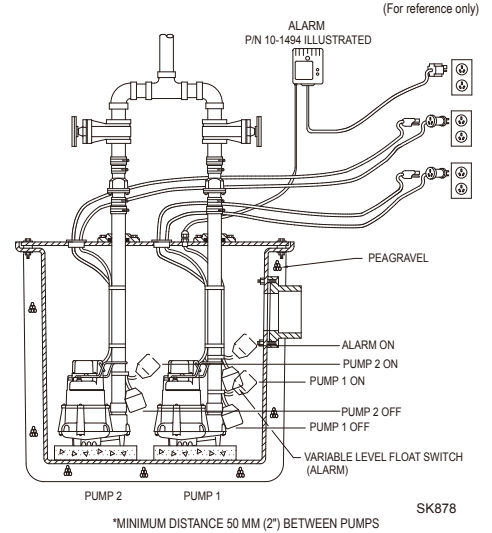 (For reference only)
ALARM
P/N 10-1494 ILLUSTRATED
PEAGRAVEL
ALARM ON
PUMP 2 ON
PUMP 1 ON
PUMP 2 OFF
PUMP 1 OFF
VARIABLE LEVEL FLOAT SWITCH
(ALARM)
PUMP 2
PUMP 1
SK878
*MINIMUM DISTANCE 50 MM (2") BETWEEN PUMPS